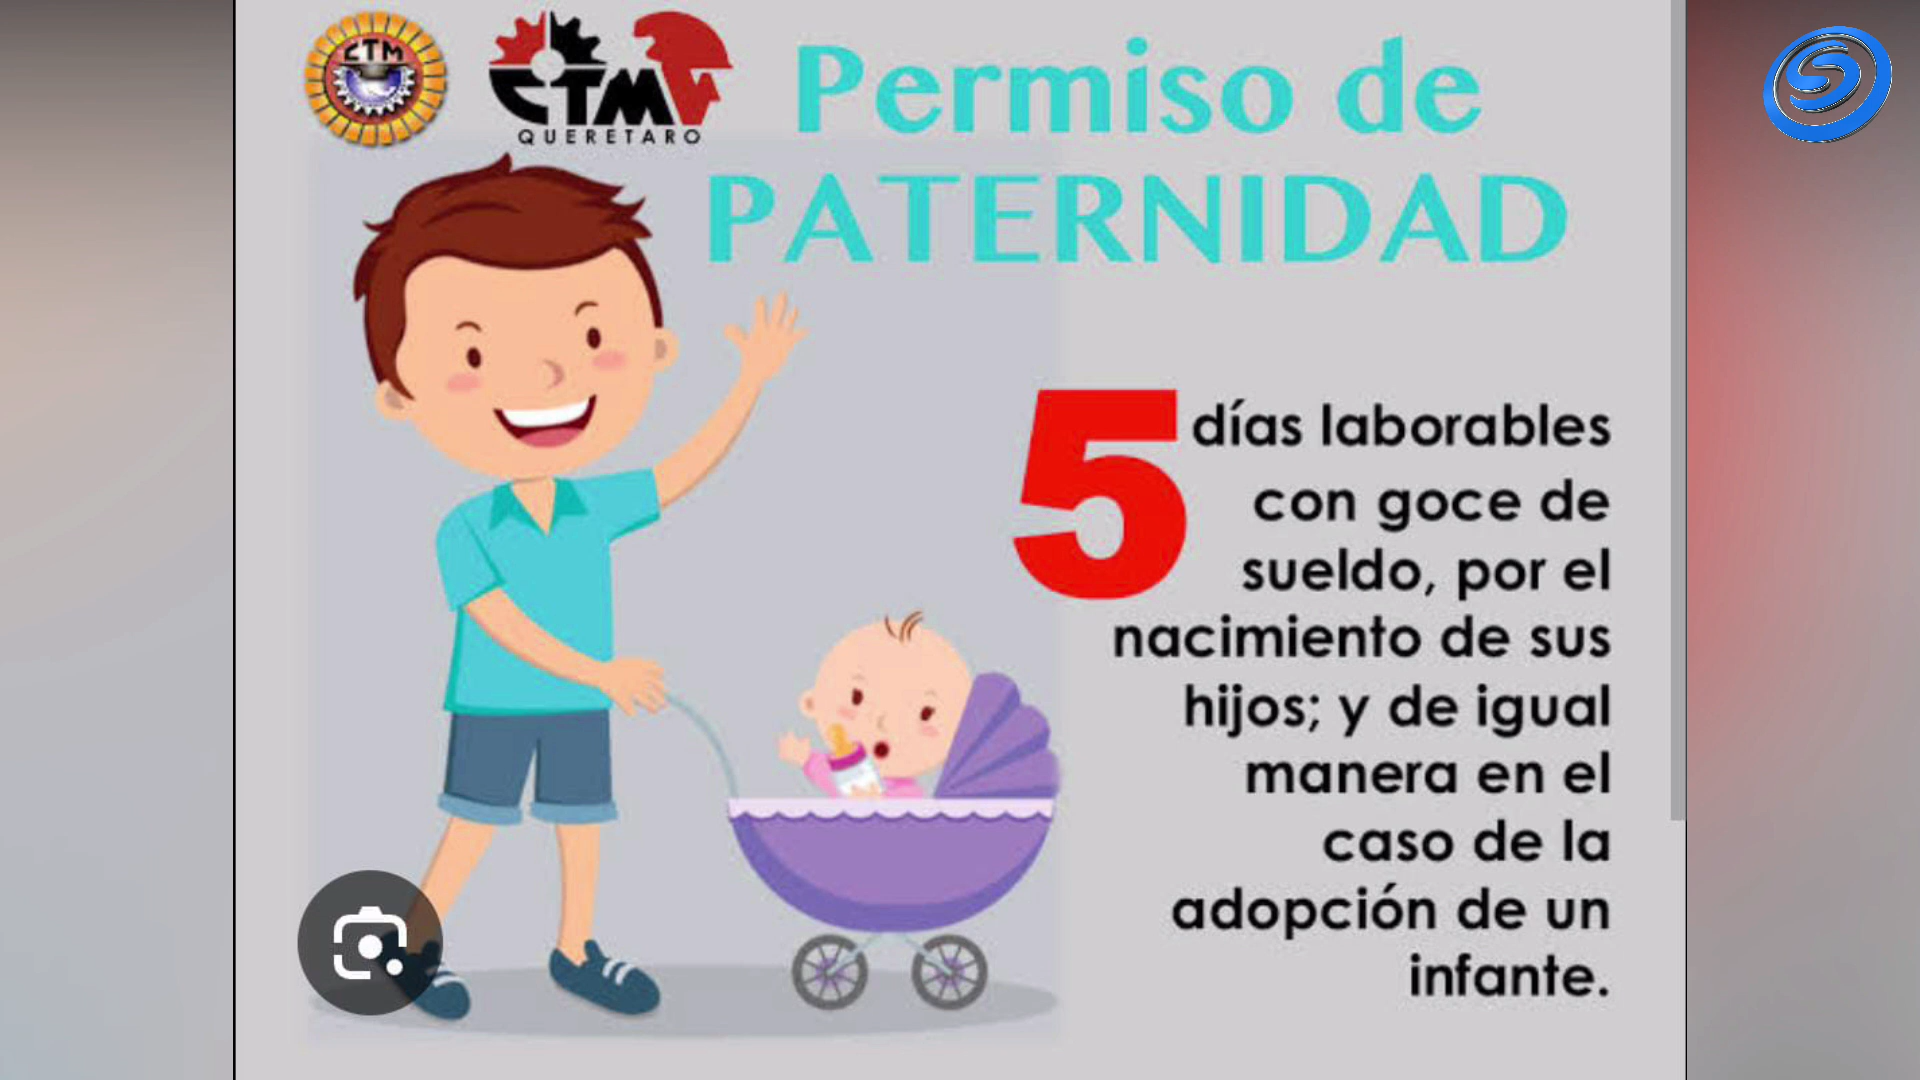 CTM
CTM
QUERETARO
Permiso de
PATERNIDAD
5 días laborables
con goce de
sueldo, por el
nacimiento de sus
hijos; y de igual
manera en el
caso de la
adopción de un
infante.